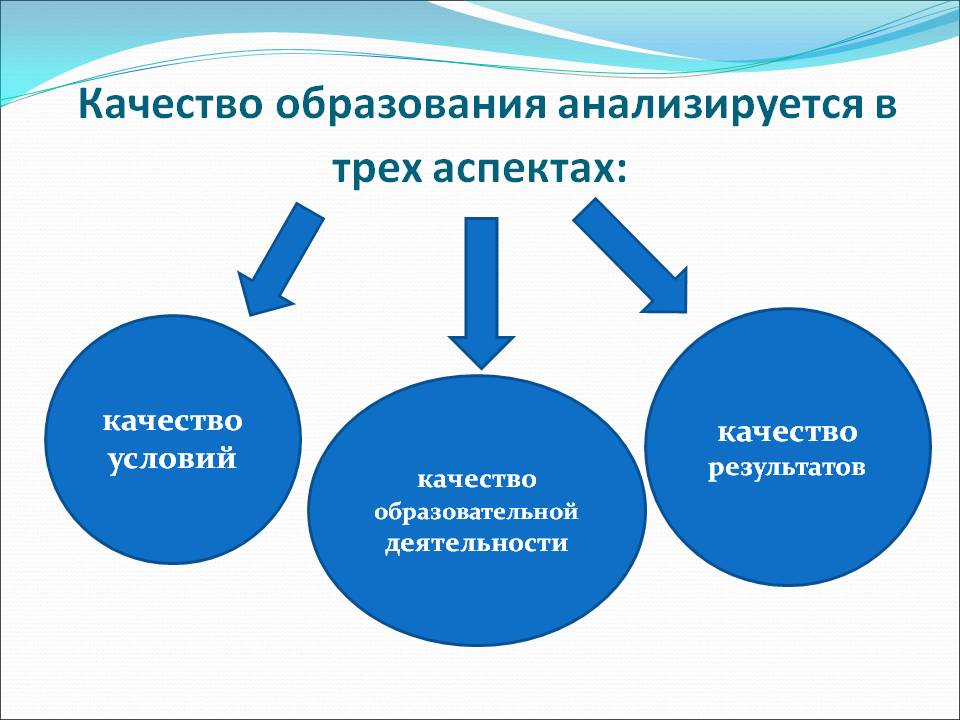 Качество образования анализируется в
трех аспектах:
качество
условий
качество
образовательной
деятельности
качество
результатов